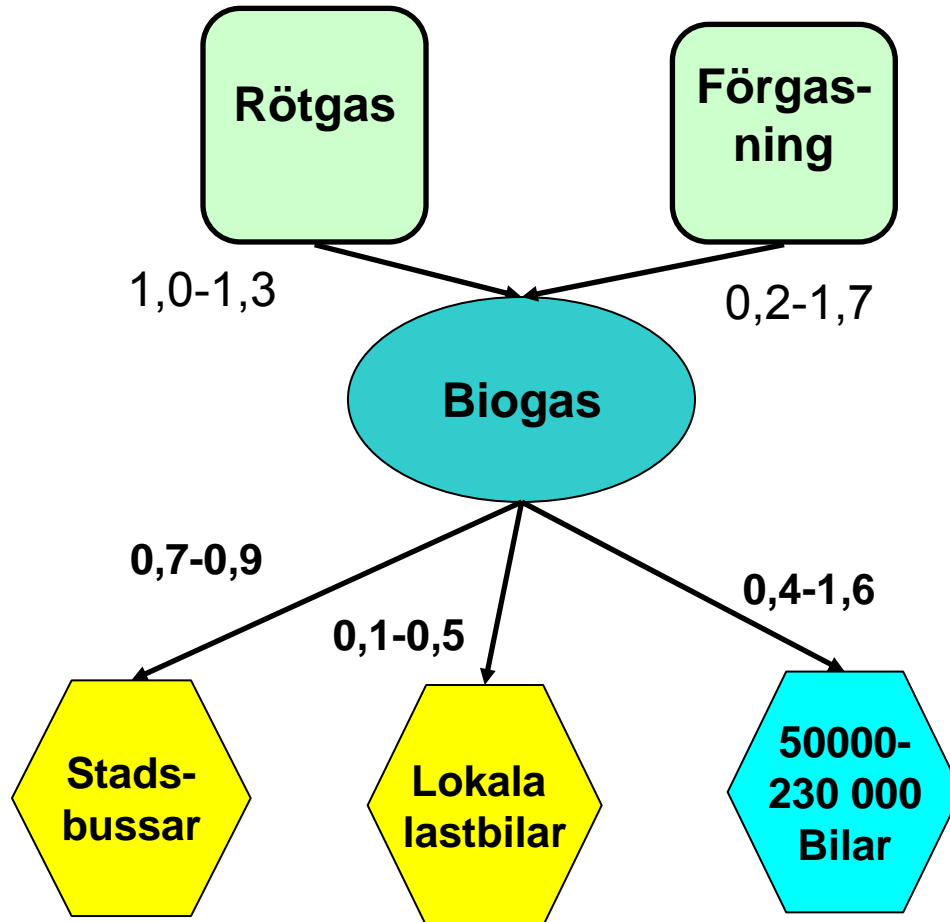 Rötgas
Förgas-
ning
1,0-1,3
0,2-1,7
Biogas
0,7-0,9
0,1-0,5
0,4-1,6
Stads-
bussar
Lokala
lastbilar
50000-
230 000
Bilar